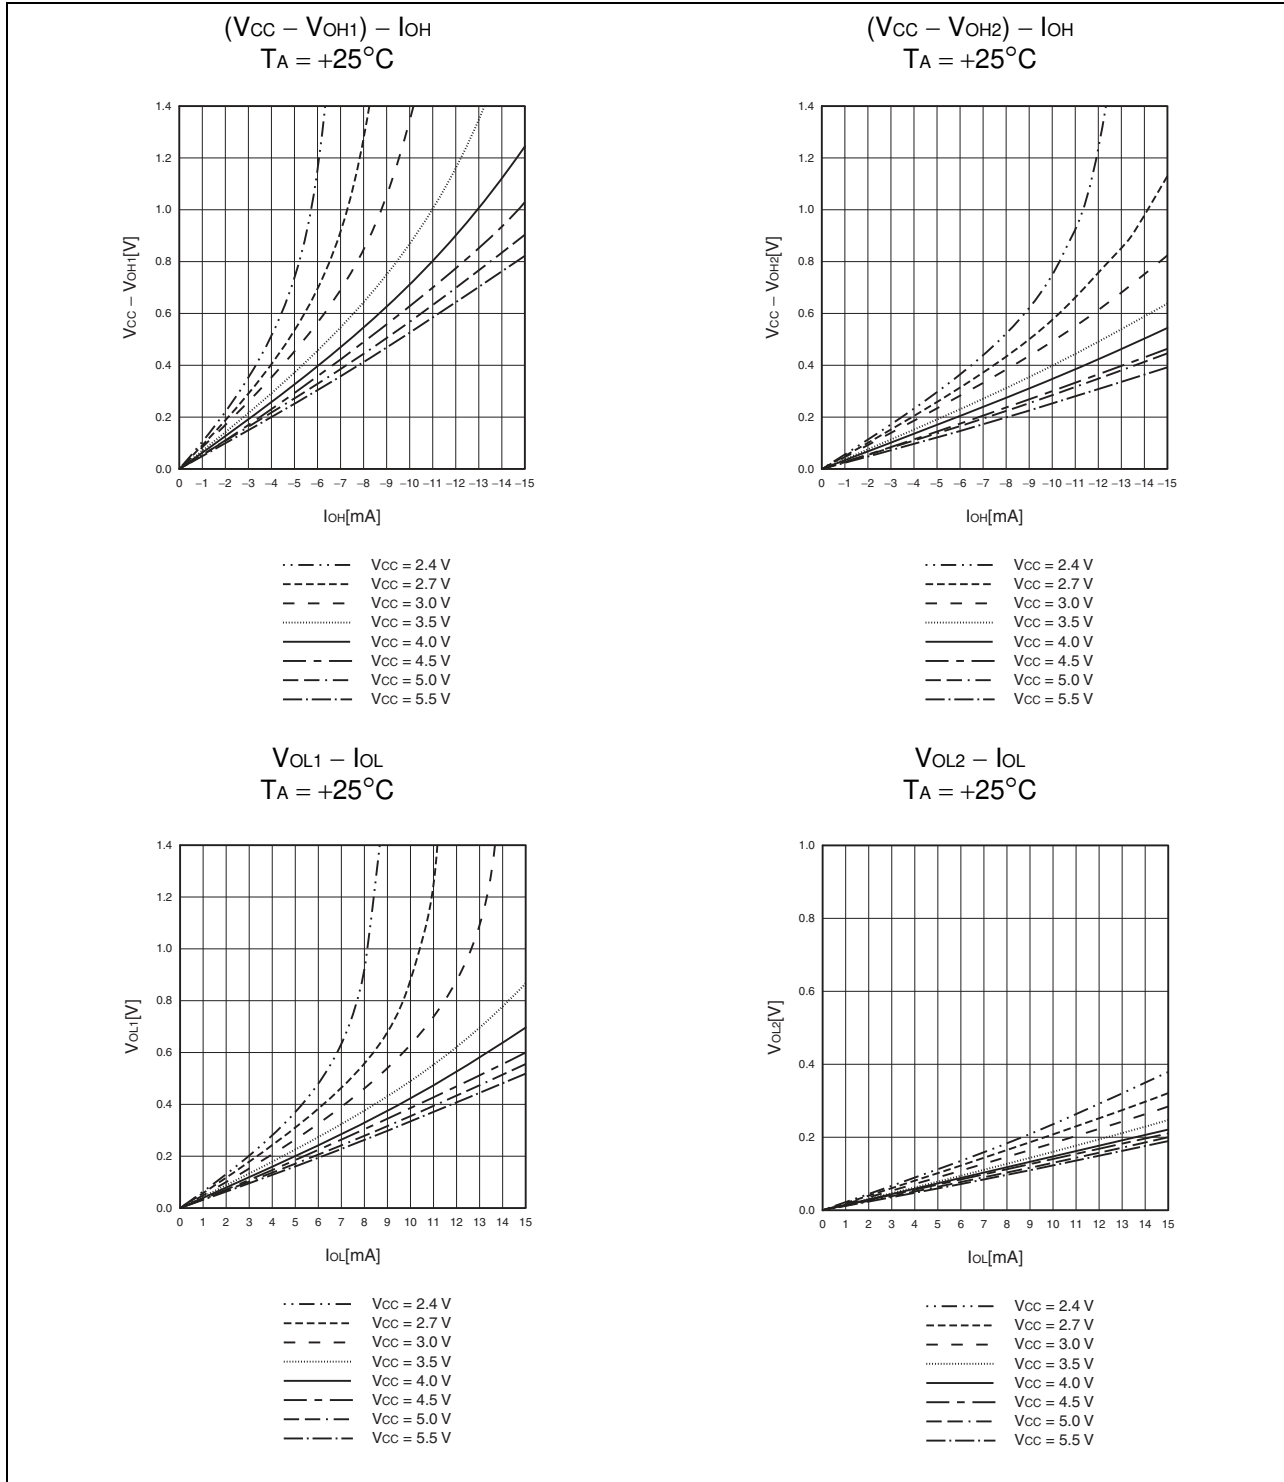 (VCC – VOH1) – IOH
TA = +25°C
VCC – VOH1[V]
1.4
1.2
1.0
0.8
0.6
0.4
0.2
0.0
0 –1 –2 –3 –4 –5 –6 –7 –8 –9 –10 –11 –12 –13 –14 –15
IOH[mA]
VCC = 2.4 V
VCC = 2.7 V
VCC = 3.0 V
VCC = 3.5 V
VCC = 4.0 V
VCC = 4.5 V
VCC = 5.0 V
VCC = 5.5 V
(VCC – VOH2) – IOH
TA = +25°C
VCC – VOH2[V]
1.4
1.2
1.0
0.8
0.6
0.4
0.2
0.0
0 –1 –2 –3 –4 –5 –6 –7 –8 –9 –10 –11 –12 –13 –14 –15
IOH[mA]
VCC = 2.4 V
VCC = 2.7 V
VCC = 3.0 V
VCC = 3.5 V
VCC = 4.0 V
VCC = 4.5 V
VCC = 5.0 V
VCC = 5.5 V
VOL1 – IOL
TA = +25°C
VOL1[V]
1.4
1.2
1.0
0.8
0.6
0.4
0.2
0.0
0 1 2 3 4 5 6 7 8 9 10 11 12 13 14 15
IOL[mA]
VCC = 2.4 V
VCC = 2.7 V
VCC = 3.0 V
VCC = 3.5 V
VCC = 4.0 V
VCC = 4.5 V
VCC = 5.0 V
VCC = 5.5 V
VOL2 – IOL
TA = +25°C
VOL2[V]
1.0
0.8
0.6
0.4
0.2
0.0
0 1 2 3 4 5 6 7 8 9 10 11 12 13 14 15
IOL[mA]
VCC = 2.4 V
VCC = 2.7 V
VCC = 3.0 V
VCC = 3.5 V
VCC = 4.0 V
VCC = 4.5 V
VCC = 5.0 V
VCC = 5.5 V